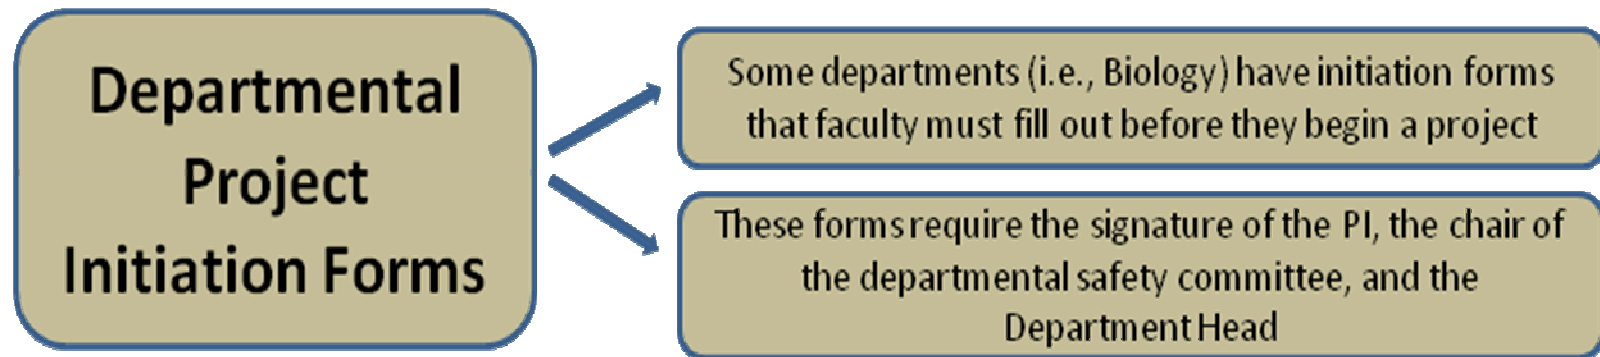 Departmental
Project
Initiation Forms
Some departments (i.e., Biology) have initiation forms
that faculty must fill out before they begin a project
These forms require the signature of the PI, the chair of
the departmental safety committee, and the
Department Head